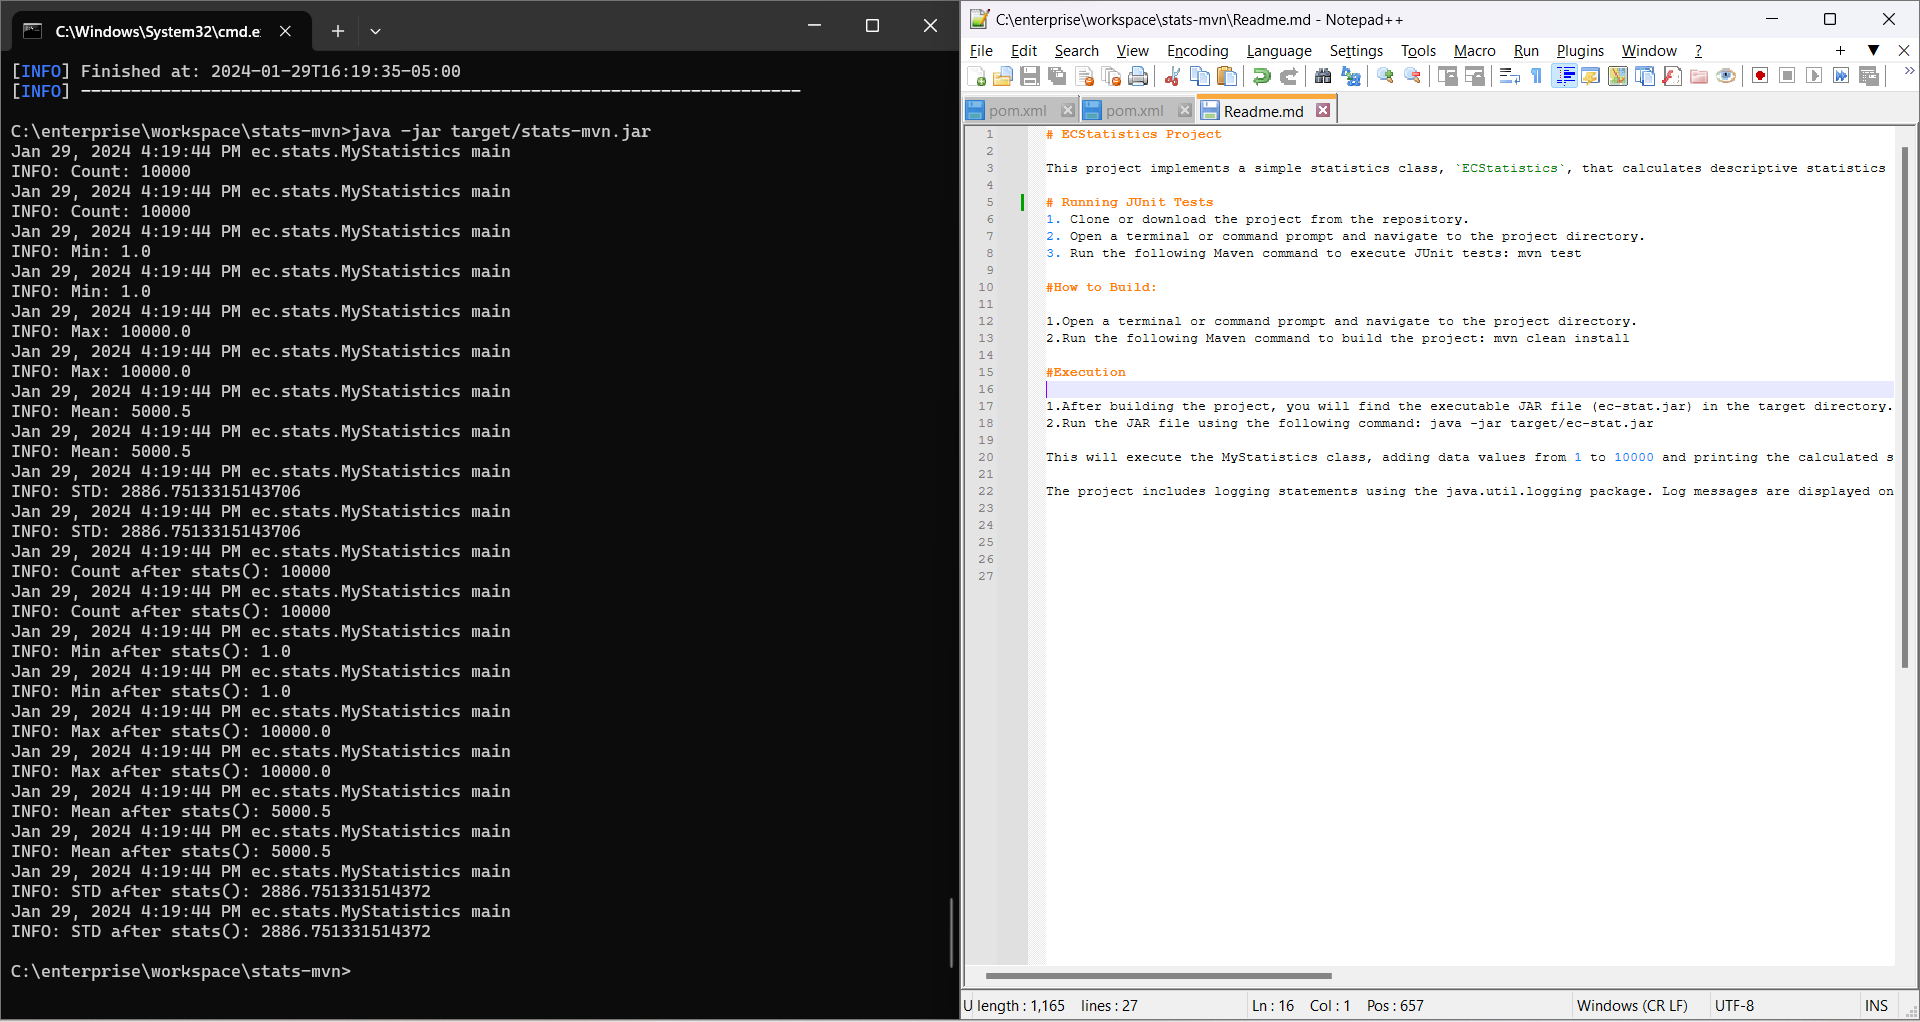 C:\Windows\System32\cmd.e
[INFO] Finished at: 2024-01-29T16:19:35-05:00
[INFO] ------------------------------------------------------------------------
C:\enterprise\workspace\stats-mvn>java -jar target/stats-mvn.jar
Jan 29, 2024 4:19:44 PM ec.stats.MyStatistics main
INFO: Count: 10000
Jan 29, 2024 4:19:44 PM ec.stats.MyStatistics main
INFO: Count: 10000
Jan 29, 2024 4:19:44 PM ec.stats.MyStatistics main
INFO: Min: 1.0
Jan 29, 2024 4:19:44 PM ec.stats.MyStatistics main
INFO: Min: 1.0
Jan 29, 2024 4:19:44 PM ec.stats.MyStatistics main
INFO: Max: 10000.0
Jan 29, 2024 4:19:44 PM ec.stats.MyStatistics main
INFO: Max: 10000.0
Jan 29, 2024 4:19:44 PM ec.stats.MyStatistics main
INFO: Mean: 5000.5
Jan 29, 2024 4:19:44 PM ec.stats.MyStatistics main
INFO: Mean: 5000.5
Jan 29, 2024 4:19:44 PM ec.stats.MyStatistics main
INFO: STD: 2886.7513315143706
Jan 29, 2024 4:19:44 PM ec.stats.MyStatistics main
INFO: STD: 2886.7513315143706
Jan 29, 2024 4:19:44 PM ec.stats.MyStatistics main
INFO: Count after stats(): 10000
Jan 29, 2024 4:19:44 PM ec.stats.MyStatistics main
INFO: Count after stats(): 10000
Jan 29, 2024 4:19:44 PM ec.stats.MyStatistics main
INFO: Min after stats(): 1.0
Jan 29, 2024 4:19:44 PM ec.stats.MyStatistics main
INFO: Min after stats(): 1.0
Jan 29, 2024 4:19:44 PM ec.stats.MyStatistics main
INFO: Max after stats(): 10000.0
Jan 29, 2024 4:19:44 PM ec.stats.MyStatistics main
INFO: Max after stats(): 10000.0
Jan 29, 2024 4:19:44 PM ec.stats.MyStatistics main
INFO: Mean after stats(): 5000.5
Jan 29, 2024 4:19:44 PM ec.stats.MyStatistics main
INFO: Mean after stats(): 5000.5
Jan 29, 2024 4:19:44 PM ec.stats.MyStatistics main
INFO: STD after stats(): 2886.751331514372
Jan 29, 2024 4:19:44 PM ec.stats.MyStatistics main
INFO: STD after stats(): 2886.751331514372
C:\enterprise\workspace\stats-mvn>
C:\enterprise\workspace\stats-mvn\Readme.md - Notepad++
File Edit Search View Encoding Language Settings Tools Macro Run Plugins Window ?
pom.xml pom.xml Readme.md
1 # ECStatistics Project
2
3 This project implements a simple statistics class, `ECStatistics`, that calculates descriptive statistics
4
5 # Running JUnit Tests
6 1. Clone or download the project from the repository.
7 2. Open a terminal or command prompt and navigate to the project directory.
8 3. Run the following Maven command to execute JUnit tests: mvn test
9
10 #How to Build:
11
12 1.Open a terminal or command prompt and navigate to the project directory.
13 2.Run the following Maven command to build the project: mvn clean install
14
15 #Execution
16
17 1.After building the project, you will find the executable JAR file (ec-stat.jar) in the target directory.
18 2.Run the JAR file using the following command: java -jar target/ec-stat.jar
19
20 This will execute the MyStatistics class, adding data values from 1 to 10000 and printing the calculated s
21
22 The project includes logging statements using the java.util.logging package. Log messages are displayed on
23
24
25
26
27
U length : 1,165 lines : 27 Ln : 16 Col : 1 Pos : 657 Windows (CR LF) UTF-8 INS